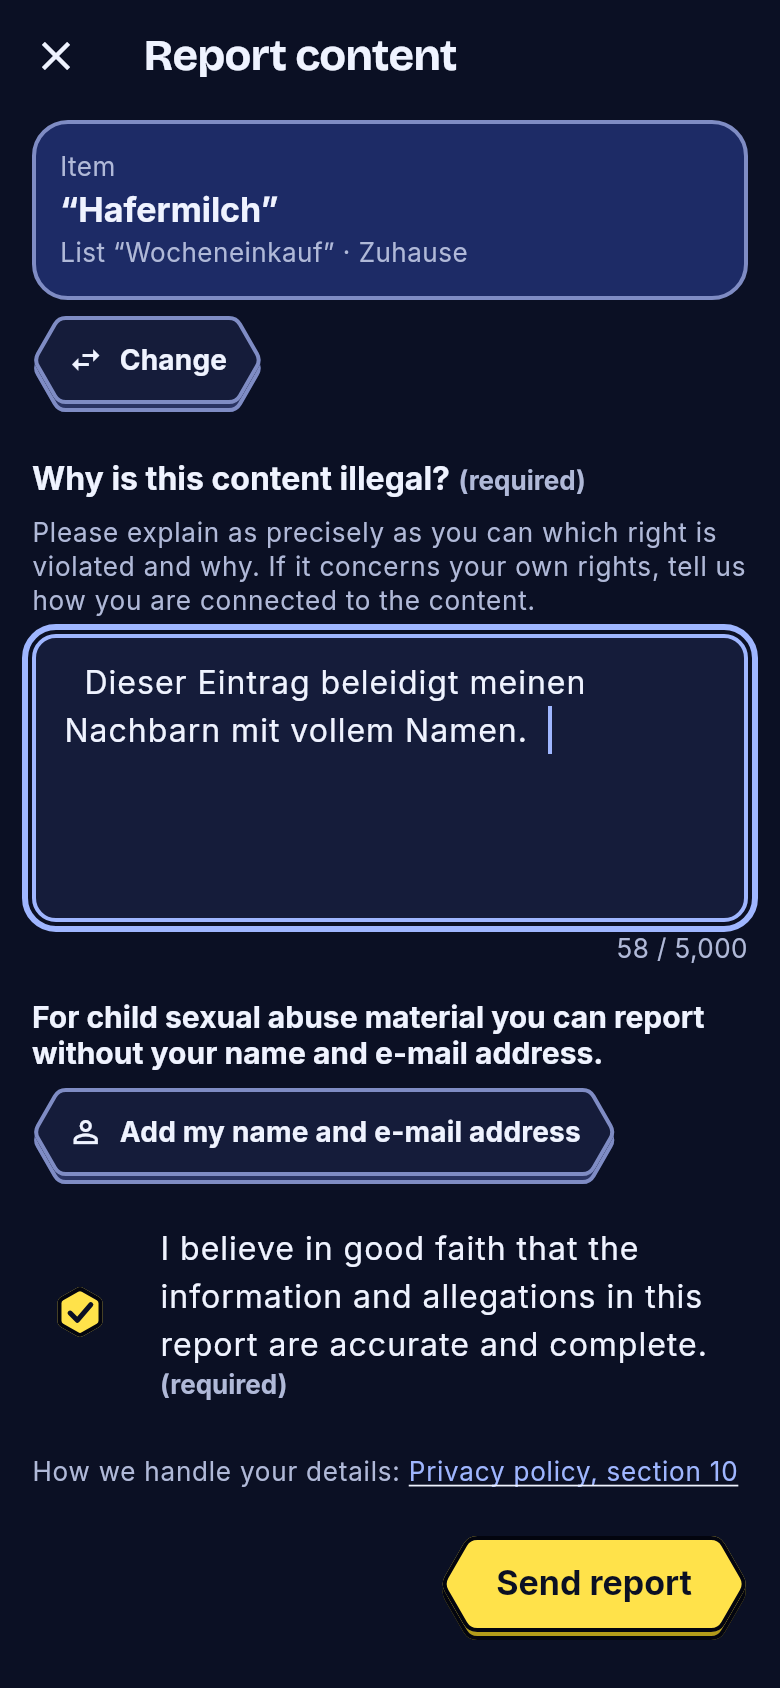 Report content
Item
“Hafermilch”
List “Wocheneinkauf” · Zuhause
Change
Why is this content illegal? (required)
Please explain as precisely as you can which right is
violated and why. If it concerns your own rights, tell us
how you are connected to the content.
Dieser Eintrag beleidigt meinen
Nachbarn mit vollem Namen.
58 / 5,000
For child sexual abuse material you can report
without your name and e-mail address.
Add my name and e-mail address
I believe in good faith that the
information and allegations in this
report are accurate and complete.
(required)
How we handle your details: Privacy policy, section 10
Send report